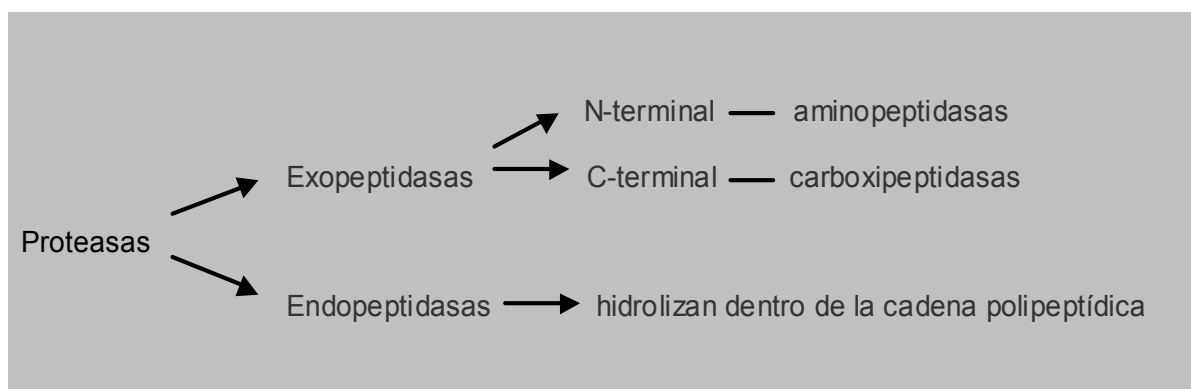 N-terminal — aminopeptidasas
Exopeptidasas
C-terminal — carboxipeptidasas
Proteasas
Endopeptidasas
hidrolizan dentro de la cadena polipeptídica